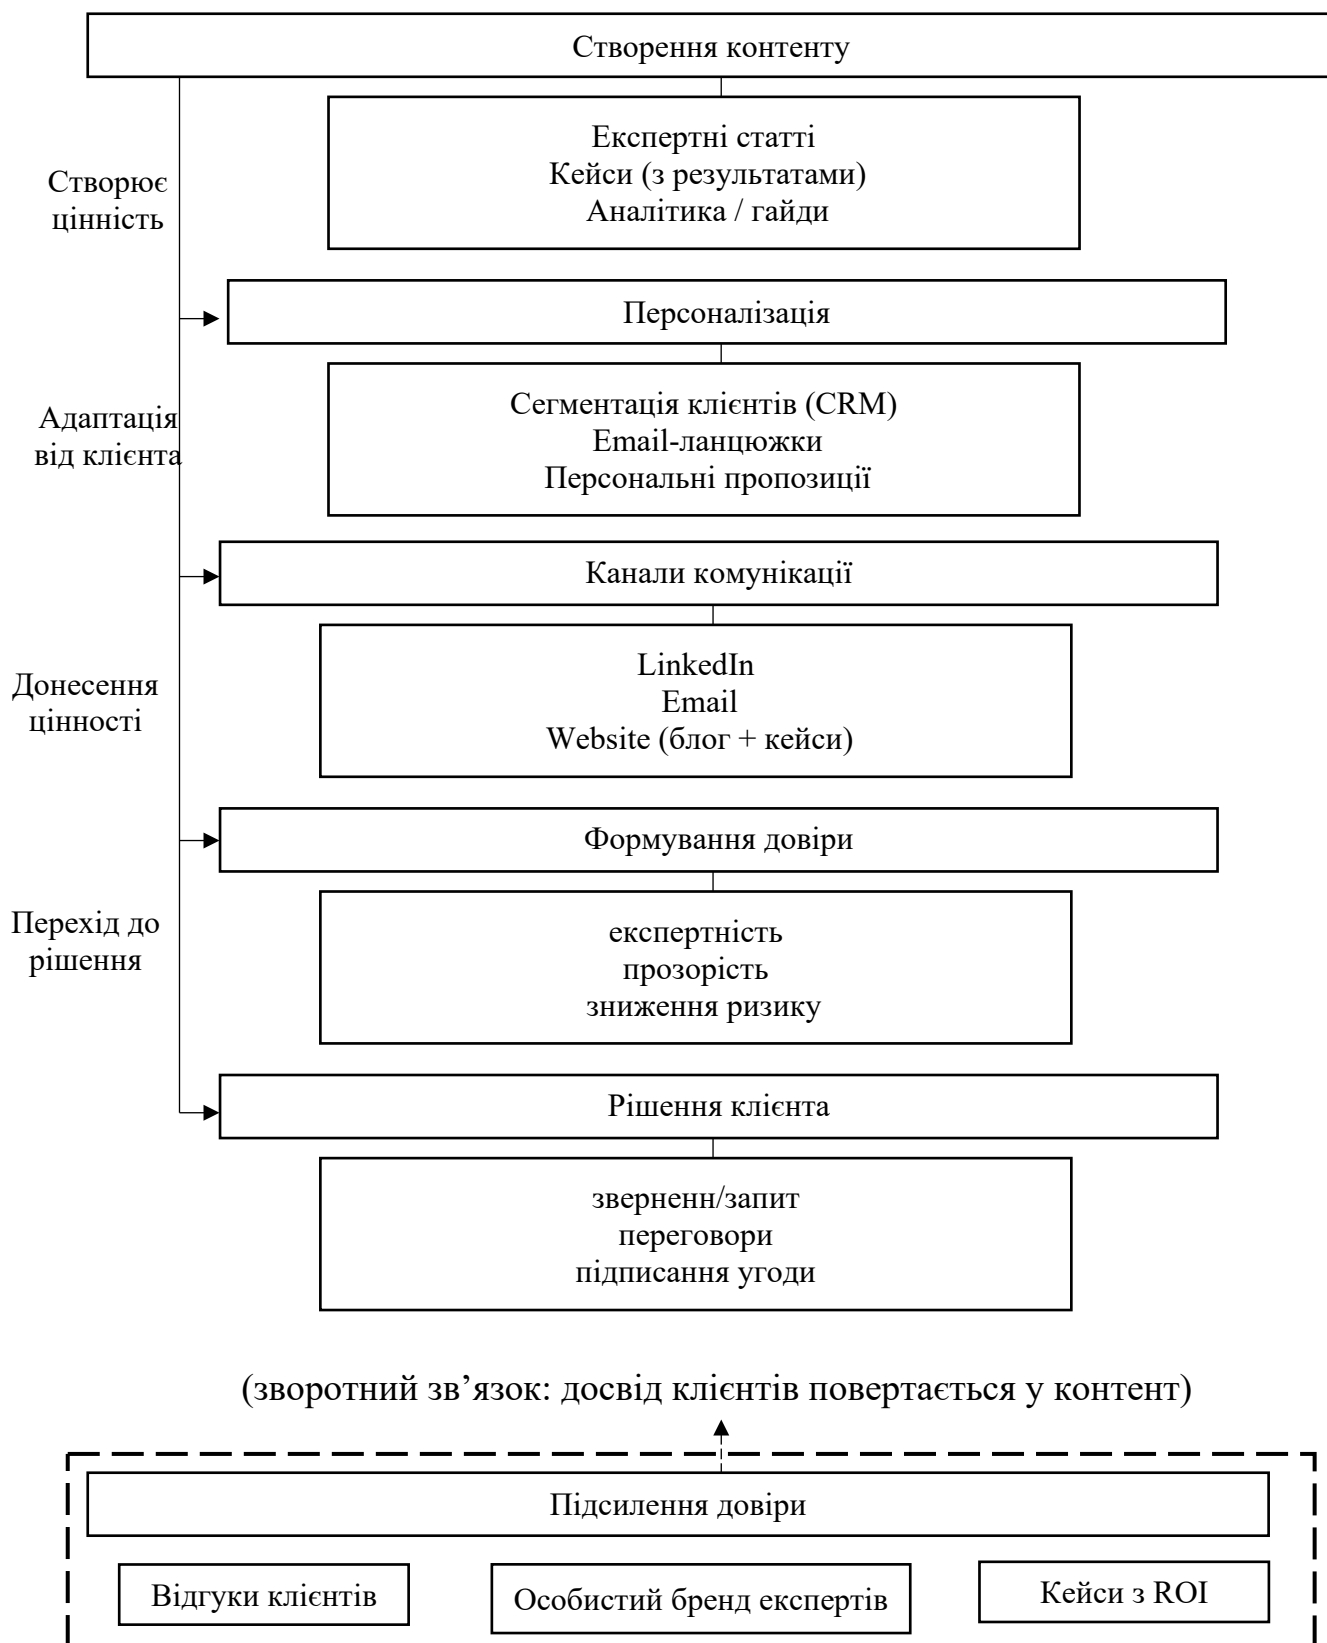 Створення контенту
Експертні статті
Кейси (з результатами)
Аналітика / гайди
Створює
цінність
Персоналізація
Адаптація
від клієнта
Сегментація клієнтів (CRM)
Email-ланцюжки
Персональні пропозиції
Канали комунікації
Донесення
цінності
LinkedIn
Email
Website (блог + кейси)
Формування довіри
Перехід до
рішення
експертність
прозорість
зниження ризику
Рішення клієнта
зверненн/запит
переговори
підписання угоди
(зворотний зв’язок: досвід клієнтів повертається у контент)
Підсилення довіри
Відгуки клієнтів
Особистий бренд експертів
Кейси з ROI